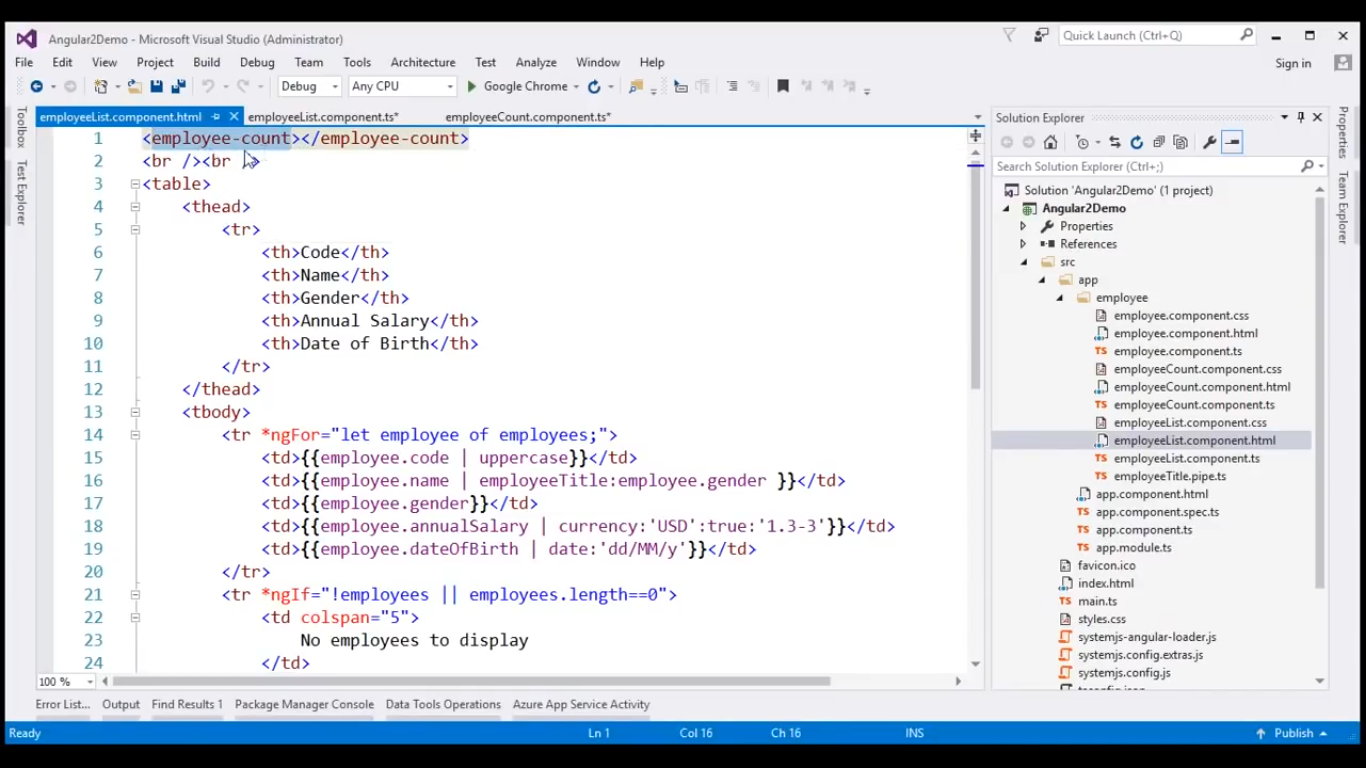 Angular2Demo - Microsoft Visual Studio (Administrator)
Quick Launch (Ctrl+Q)
File Edit View Project Build Debug Team Tools Architecture Test Analyze Window Help
Sign in
Debug Any CPU Google Chrome
Toolbox
Test Explorer
employeeList.component.html employeeList.component.ts* employeeCount.component.ts*
1 <employee-count></employee-count>
2 <br /><br />
3 <table>
4 <thead>
5 <tr>
6 <th>Code</th>
7 <th>Name</th>
8 <th>Gender</th>
9 <th>Annual Salary</th>
10 <th>Date of Birth</th>
11 </tr>
12 </thead>
13 <tbody>
14 <tr *ngFor="let employee of employees;">
15 <td>{{employee.code | uppercase}}</td>
16 <td>{{employee.name | employeeTitle:employee.gender }}</td>
17 <td>{{employee.gender}}</td>
18 <td>{{employee.annualSalary | currency:'USD':true:'1.3-3'}}</td>
19 <td>{{employee.dateOfBirth | date:'dd/MM/y'}}</td>
20 </tr>
21 <tr *ngIf="!employees || employees.length==0">
22 <td colspan="5">
23 No employees to display
24 </td>
100 %
Solution Explorer
Search Solution Explorer (Ctrl+;)
Solution 'Angular2Demo' (1 project)
Angular2Demo
Properties
References
src
app
employee
employee.component.css
employee.component.html
TS employee.component.ts
employeeCount.component.css
employeeCount.component.html
TS employeeCount.component.ts
employeeList.component.css
employeeList.component.html
TS employeeList.component.ts
TS employeeTitle.pipe.ts
app.component.html
TS app.component.spec.ts
TS app.component.ts
TS app.module.ts
favicon.ico
index.html
TS main.ts
styles.css
systemjs-angular-loader.js
systemjs.config.extras.js
systemjs.config.js
Properties
Team Explorer
Error List... Output Find Results 1 Package Manager Console Data Tools Operations Azure App Service Activity
Ready Ln 1 Col 16 Ch 16 INS Publish